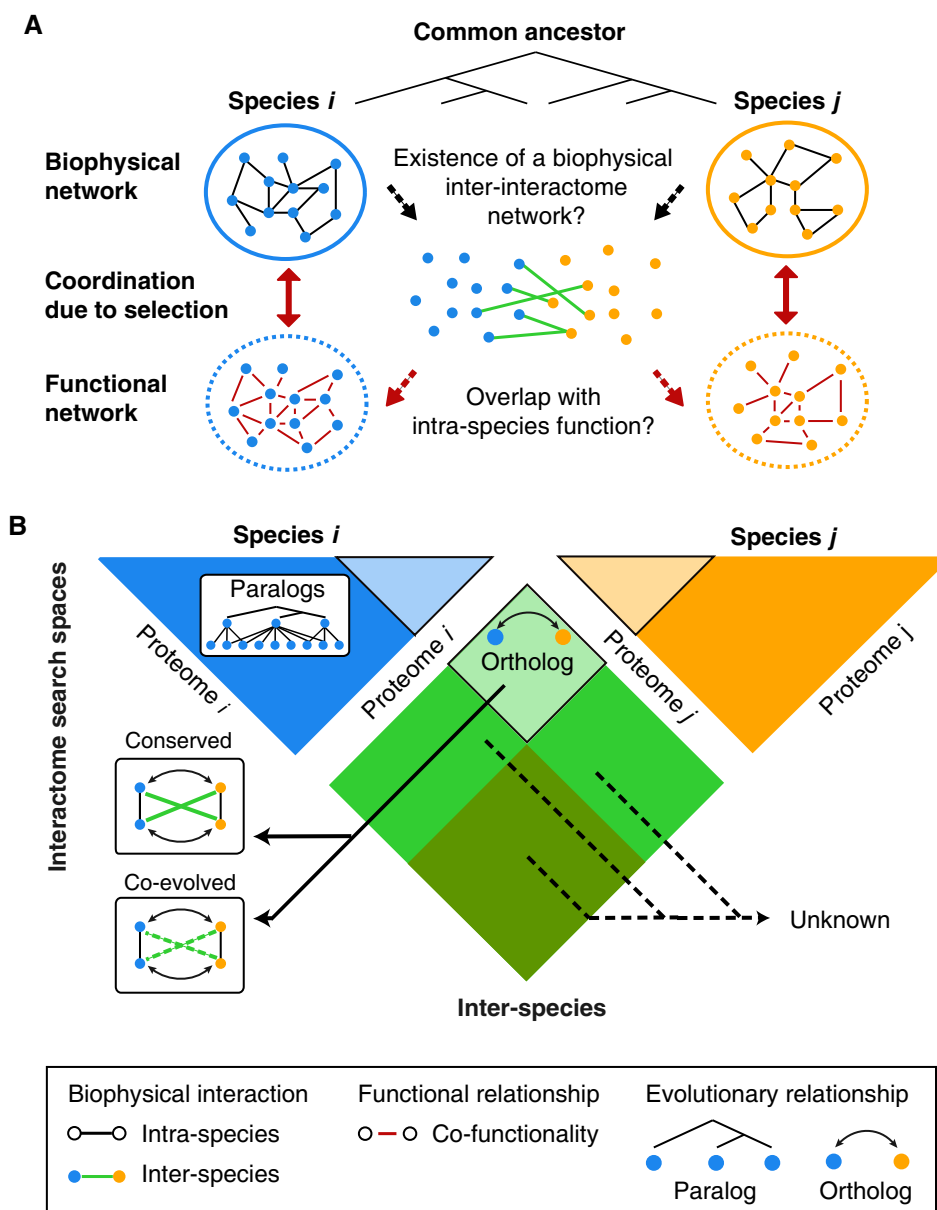 A
Common ancestor
Species i
Species j
Biophysical
network
Existence of a biophysical
inter-interactome
network?
Coordination
due to selection
Functional
network
Overlap with
intra-species function?
B
Species i
Species j
Interactome search spaces
Paralogs
Proteome i
Proteome i
Ortholog
Proteome j
Proteome j
Conserved
Co-evolved
Unknown
Inter-species
Biophysical interaction
Functional relationship
Evolutionary relationship
Intra-species
Co-functionality
Inter-species
Paralog
Ortholog